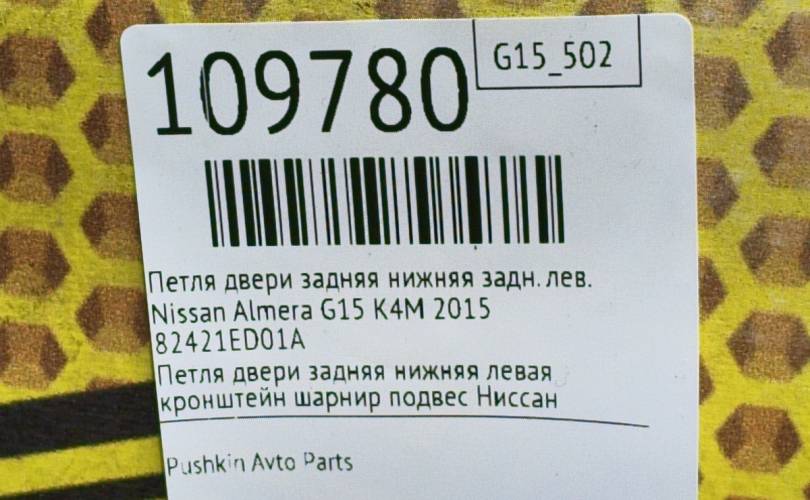 109780
G15_502
Петля двери задняя нижняя задн. лев.
Nissan Almera G15 K4M 2015
82421ED01A
Петля двери задняя нижняя левая
кронштейн шарнир подвес Ниссан
Pushkin Avto Parts